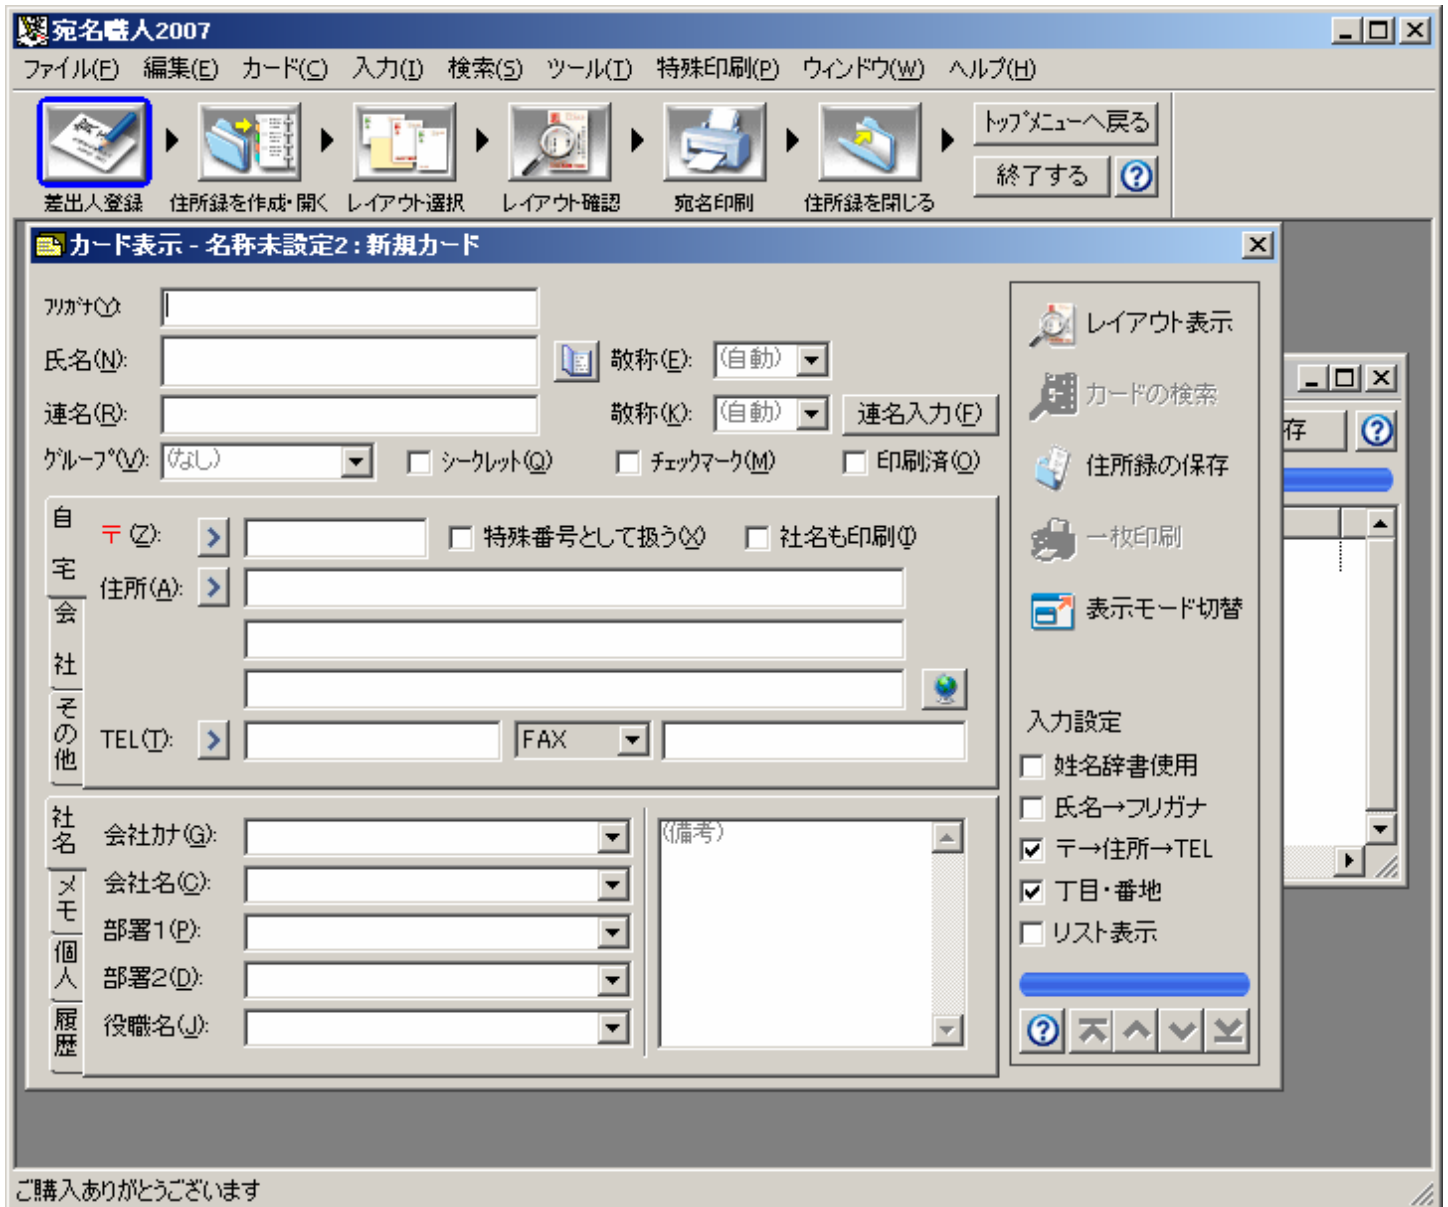 宛名職人2007
ファイル(F) 編集(E) カード(C) 入力(I) 検索(S) ツール(T) 特殊印刷(P) ウィンドウ(W) ヘルプ(H)
差出人登録 住所録を作成・開く レイアウト選択 レイアウト確認 宛名印刷 住所録を閉じる
トップメニューへ戻る
終了する
カード表示 - 名称未設定2 : 新規カード
フリガナ(Y):
氏名(N): 敬称(E): (自動)
連名(R): 敬称(K): (自動) 連名入力(F)
グループ(V): (なし) シークレット(Q) チェックマーク(M) 印刷済(O)
自宅
会社
その他
〒(Z): 特殊番号として扱う(X) 社名も印刷(I)
住所(A):
TEL(T): FAX
社名
メモ
個人
履歴
会社カナ(G):
会社名(C):
部署1(P):
部署2(D):
役職名(J):
(備考)
レイアウト表示
カードの検索
住所録の保存
一枚印刷
表示モード切替
入力設定
姓名辞書使用
氏名→フリガナ
〒→住所→TEL
丁目・番地
リスト表示
存
ご購入ありがとうございます